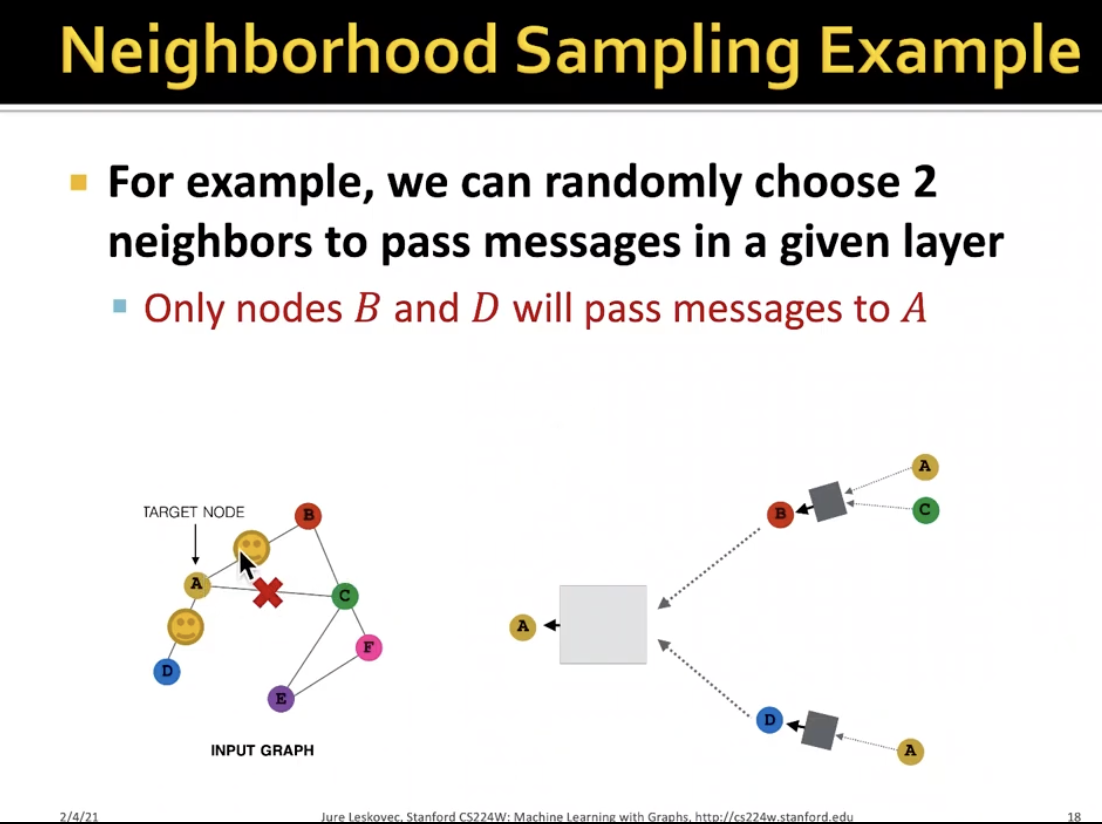 Neighborhood Sampling Example
For example, we can randomly choose 2
neighbors to pass messages in a given layer
Only nodes B and D will pass messages to A
TARGET NODE
B
A
C
D
F
E
INPUT GRAPH
A
B
C
A
D
A
2/4/21
Jure Leskovec, Stanford CS224W: Machine Learning with Graphs, http://cs224w.stanford.edu
18